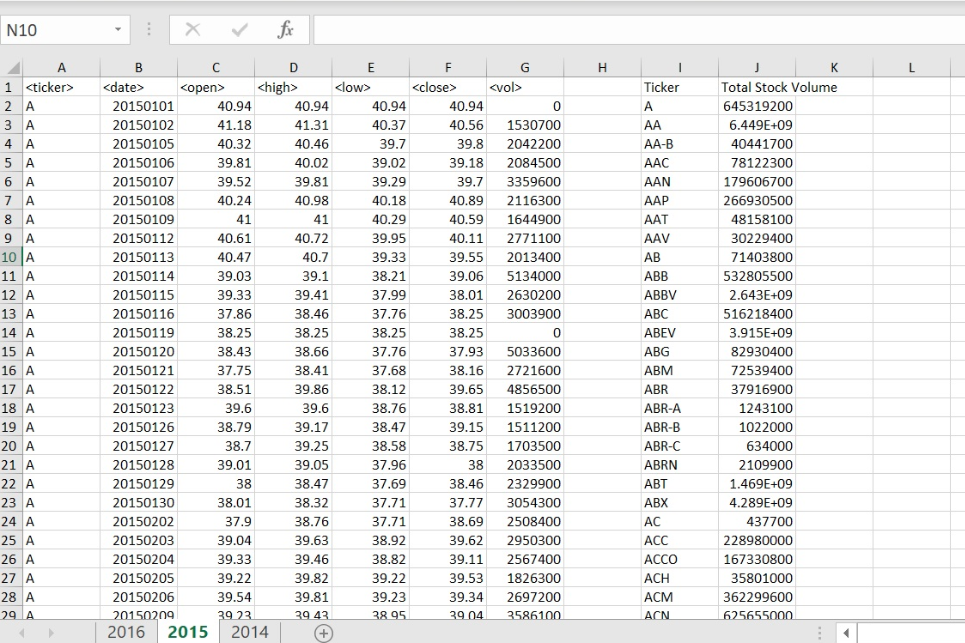 N10 fx
A B C D E F G H I J K L
1 <ticker> <date> <open> <high> <low> <close> <vol> Ticker Total Stock Volume
2 A 20150101 40.94 40.94 40.94 40.94 0 A 645319200
3 A 20150102 41.18 41.31 40.37 40.56 1530700 AA 6.449E+09
4 A 20150105 40.32 40.46 39.7 39.8 2042200 AA-B 40441700
5 A 20150106 39.81 40.02 39.02 39.18 2084500 AAC 78122300
6 A 20150107 39.52 39.81 39.29 39.7 3359600 AAN 179606700
7 A 20150108 40.24 40.98 40.18 40.89 2116300 AAP 266930500
8 A 20150109 41 41 40.29 40.59 1644900 AAT 48158100
9 A 20150112 40.61 40.72 39.95 40.11 2771100 AAV 30229400
10 A 20150113 40.47 40.7 39.33 39.55 2013400 AB 71403800
11 A 20150114 39.03 39.1 38.21 39.06 5134000 ABB 532805500
12 A 20150115 39.33 39.41 37.99 38.01 2630200 ABBV 2.643E+09
13 A 20150116 37.86 38.46 37.76 38.25 3003900 ABC 516218400
14 A 20150119 38.25 38.25 38.25 38.25 0 ABEV 3.915E+09
15 A 20150120 38.43 38.66 37.76 37.93 5033600 ABG 82930400
16 A 20150121 37.75 38.41 37.68 38.16 2721600 ABM 72539400
17 A 20150122 38.51 39.86 38.12 39.65 4856500 ABR 37916900
18 A 20150123 39.6 39.6 38.76 38.81 1519200 ABR-A 1243100
19 A 20150126 38.79 39.17 38.47 39.15 1511200 ABR-B 1022000
20 A 20150127 38.7 39.25 38.58 38.75 1703500 ABR-C 634000
21 A 20150128 39.01 39.05 37.96 38 2033500 ABRN 2109900
22 A 20150129 38 38.47 37.69 38.46 2329900 ABT 1.469E+09
23 A 20150130 38.01 38.32 37.71 37.77 3054300 ABX 4.289E+09
24 A 20150202 37.9 38.76 37.71 38.69 2508400 AC 437700
25 A 20150203 39.04 39.63 38.92 39.62 2950300 ACC 228980000
26 A 20150204 39.33 39.46 38.82 39.11 2567400 ACCO 167330800
27 A 20150205 39.22 39.82 39.22 39.53 1826300 ACH 35801000
28 A 20150206 39.54 39.81 39.23 39.34 2697200 ACM 362299600
29 A 20150209 39.23 39.43 38.95 39.04 3586100 ACN 625655000
2016 2015 2014